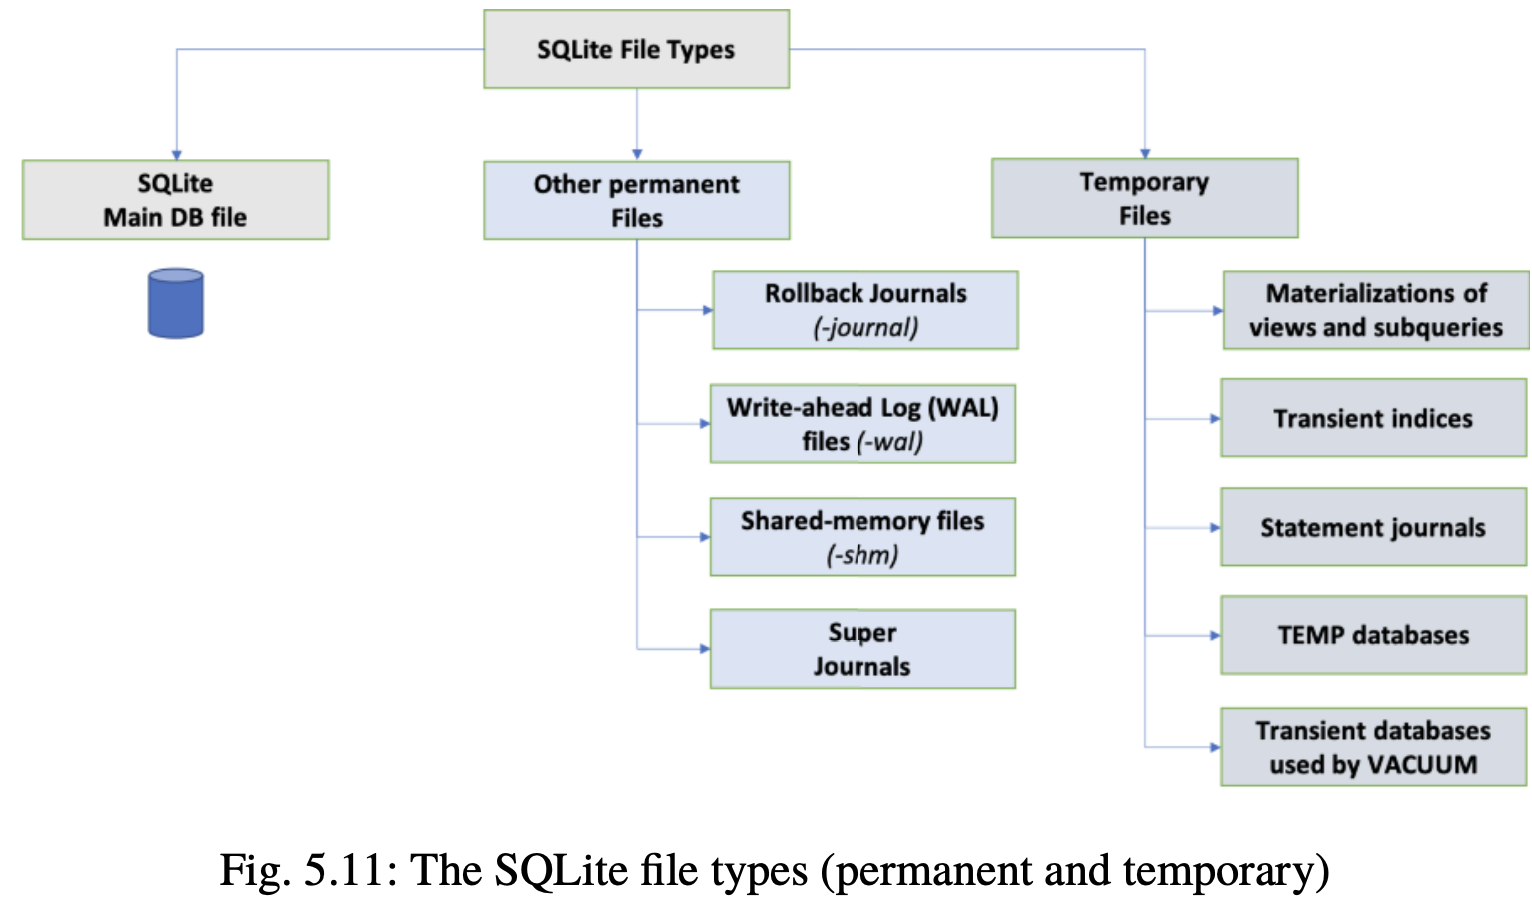 SQLite File Types
SQLite
Main DB file
Other permanent
Files
Temporary
Files
Rollback Journals
(-journal)
Write-ahead Log (WAL)
files (-wal)
Shared-memory files
(-shm)
Super
Journals
Materializations of
views and subqueries
Transient indices
Statement journals
TEMP databases
Transient databases
used by VACUUM
Fig. 5.11: The SQLite file types (permanent and temporary)